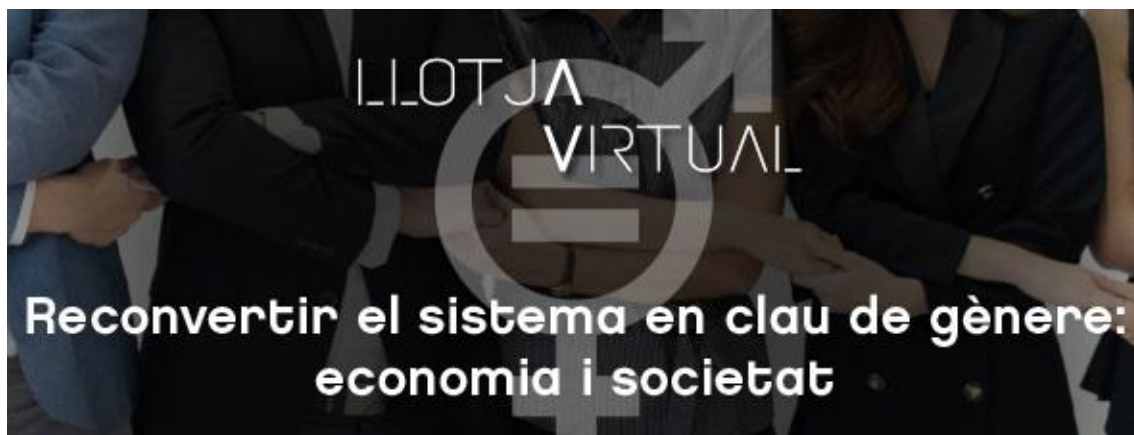 LLOTJA
VIRTUAL
Reconvertir el sistema en clau de gènere:
economia i societat